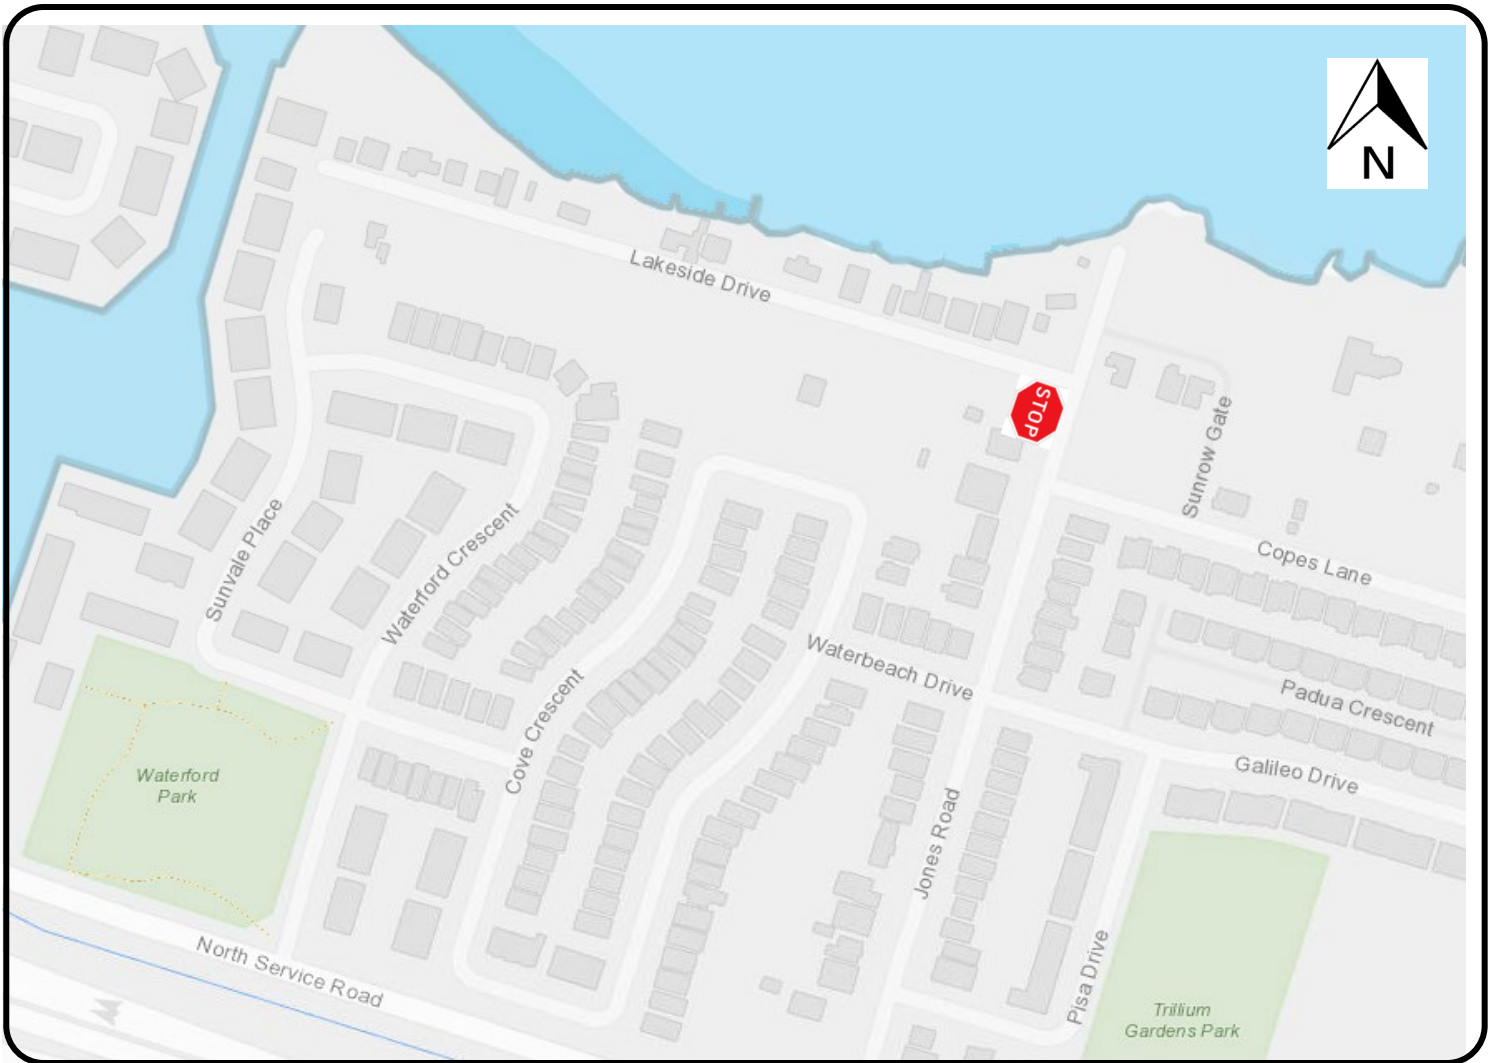 N
Lakeside Drive
STOP
Sunrow Gate
Sunvale Place
Waterford Crescent
Copes Lane
Waterbeach Drive
Cove Crescent
Padua Crescent
Galileo Drive
Waterford
Park
Jones Road
North Service Road
Pisa Drive
Trillium
Gardens Park